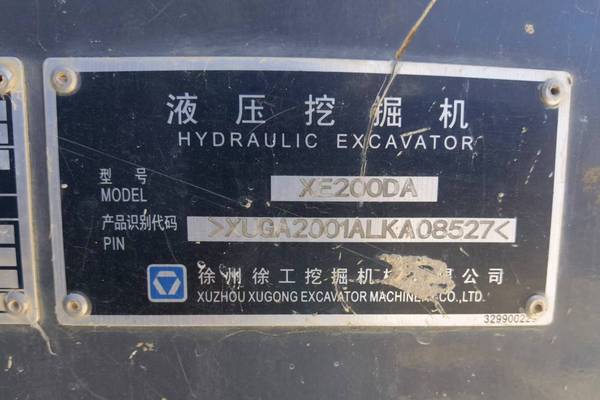 液压挖掘机
HYDRAULIC EXCAVATOR
型号
MODEL
XE200DA
产品识别代码
PIN
>XUGA2001ALKA08527<
徐州徐工挖掘机 公司
XUZHOU XUGONG EXCAVATOR CO.,LTD.